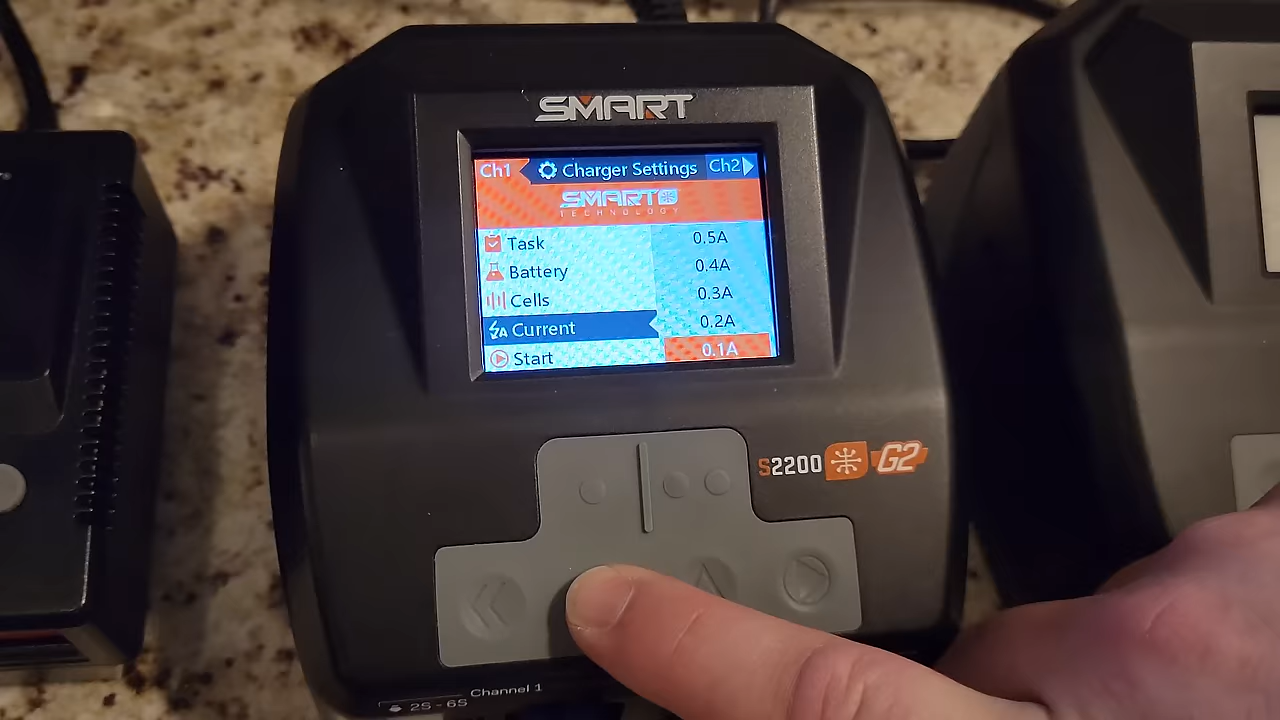 SMART
Ch1 Charger Settings Ch2
SMART
TECHNOLOGY
Task 0.5A
Battery 0.4A
Cells 0.3A
Current 0.2A
Start 0.1A
S2200 G2
Channel 1
2S - 6S